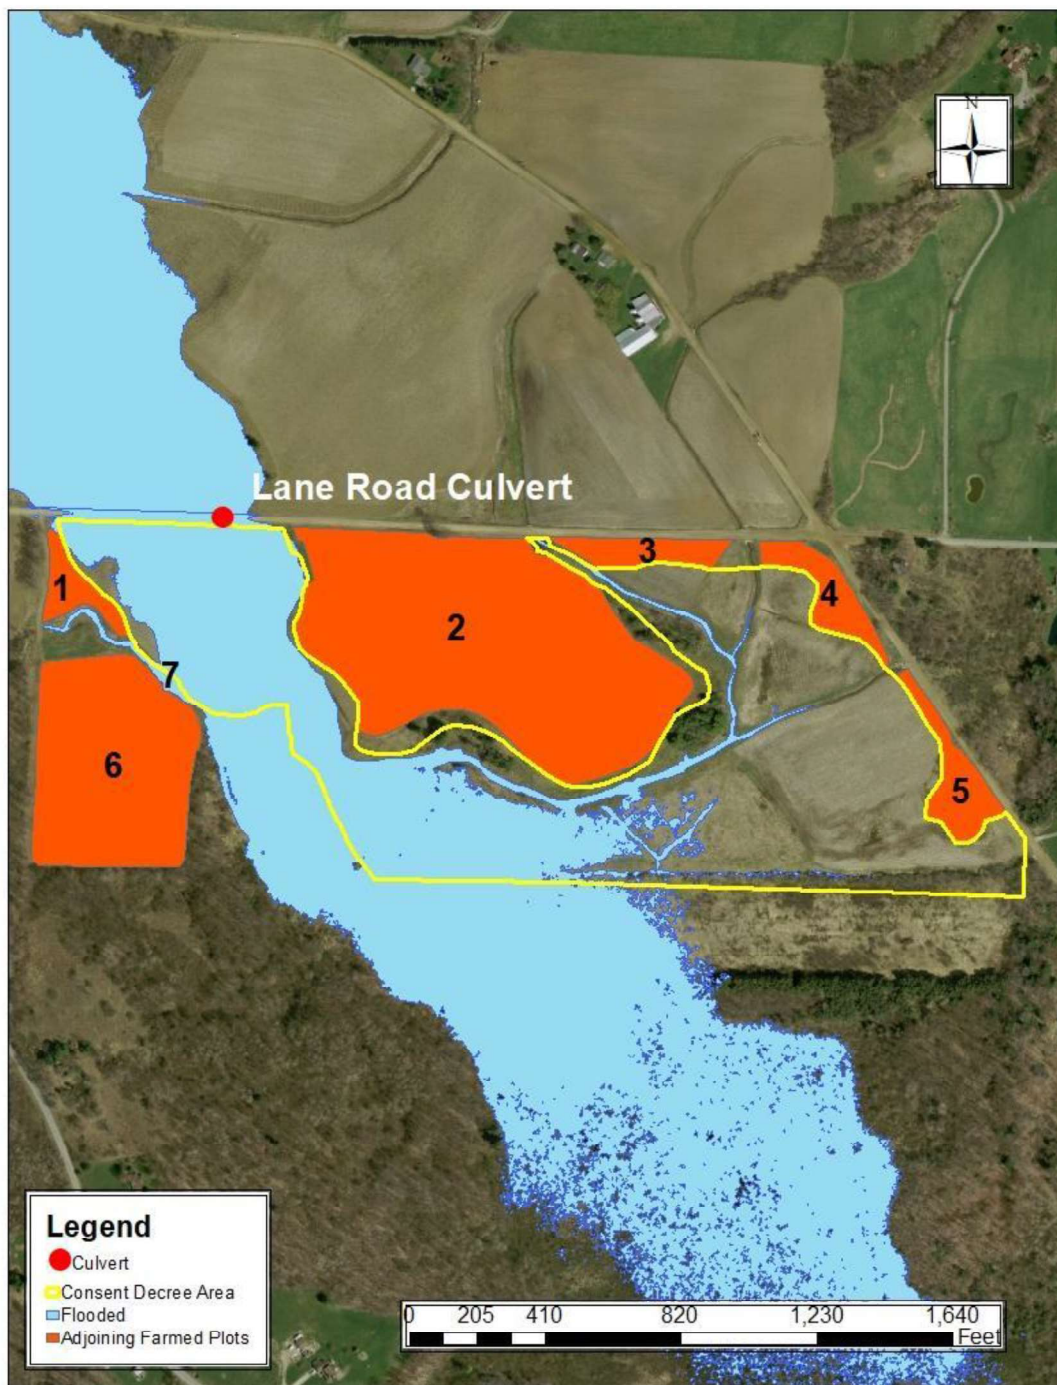 N
Lane Road Culvert
1
2
3
4
5
6
7
Legend
Culvert
Consent Decree Area
Flooded
Adjoining Farmed Plots
0 205 410 820 1,230 1,640
Feet